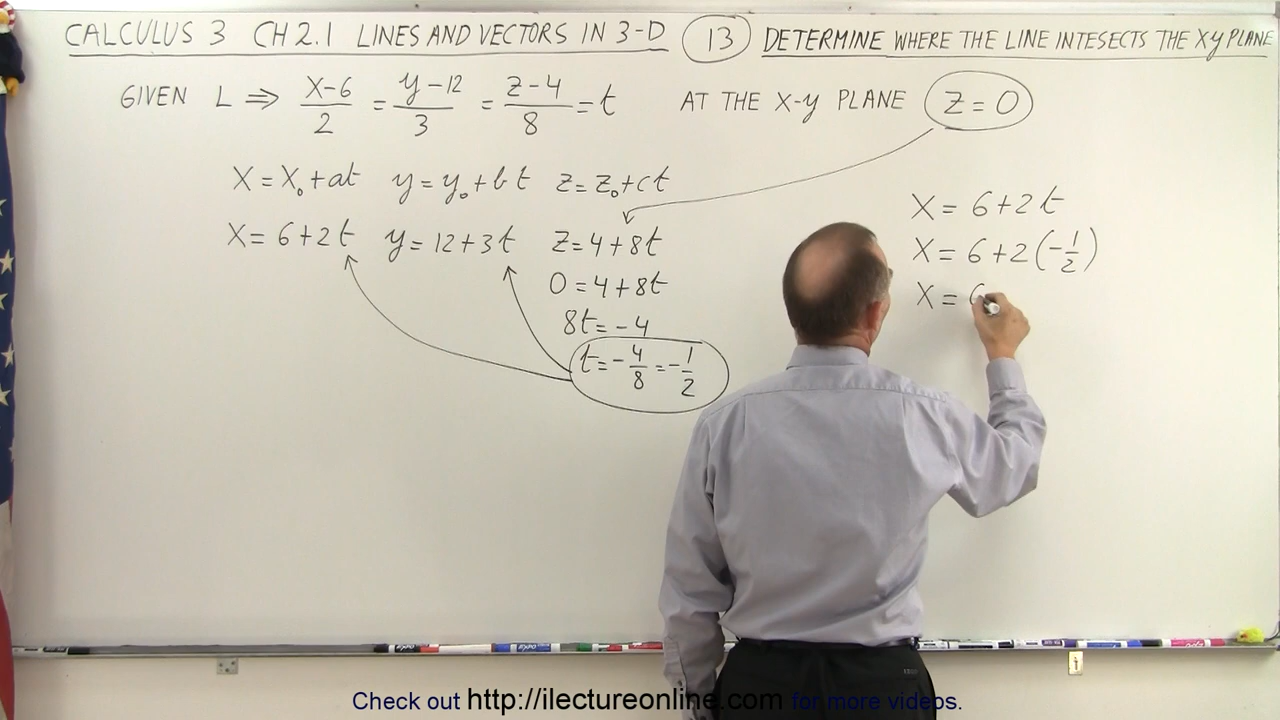 CALCULUS 3 CH 2.1 LINES AND VECTORS IN 3-D 13 DETERMINE WHERE THE LINE INTESECTS THE XY PLANE
GIVEN L ⇒ (X-6)/2 = (y-12)/3 = (z-4)/8 = t AT THE X-y PLANE z = 0
X = X₀ + at y = y₀ + bt z = z₀ + ct
X = 6+2t y = 12+3t z = 4+8t
0 = 4+8t
8t = -4
t = -4/8 = -1/2
X = 6+2t
X = 6+2(-1/2)
X = 6
EXPO
Check out http://ilectureonline.com for more videos.